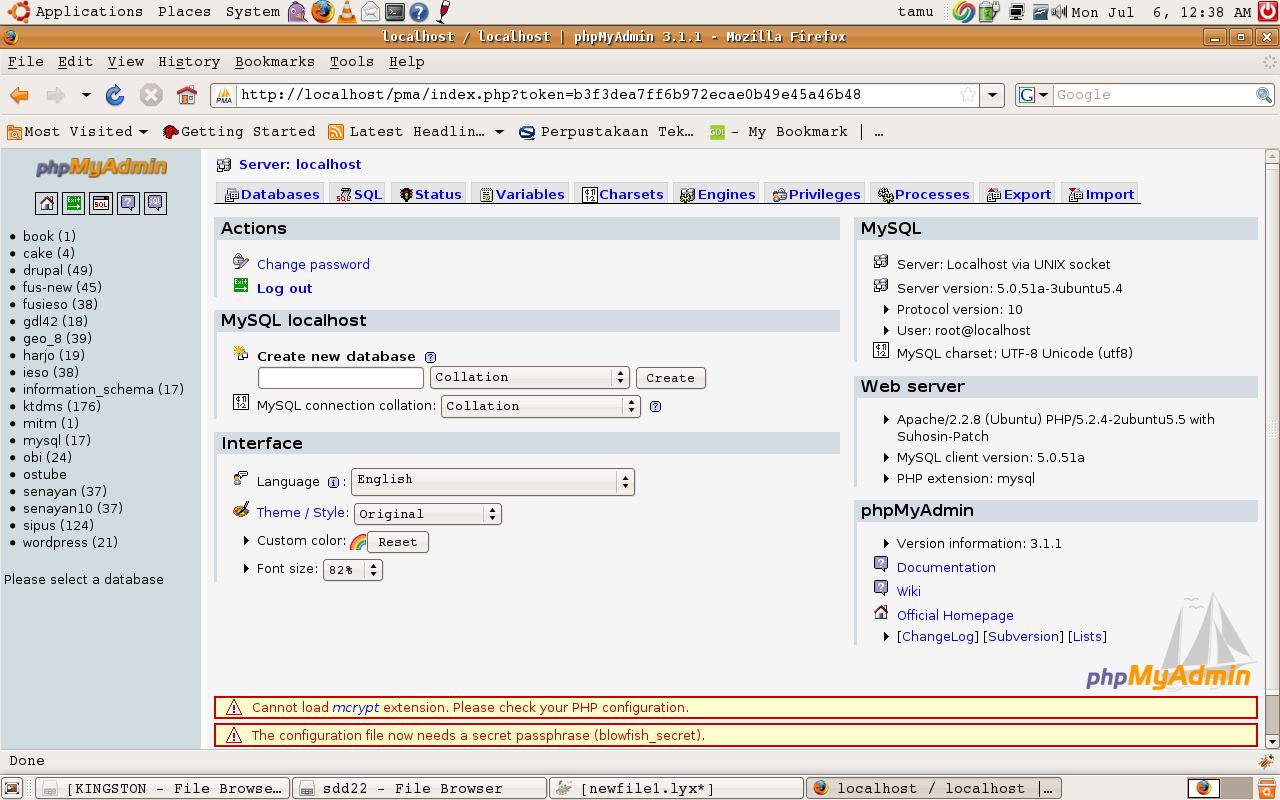 Applications Places System tamu Mon Jul 6, 12:38 AM
localhost / localhost | phpMyAdmin 3.1.1 - Mozilla Firefox
File Edit View History Bookmarks Tools Help
PMA http://localhost/pma/index.php?token=b3f3dea7ff6b972ecae0b49e45a46b48 G Google
Most Visited Getting Started Latest Headlin... Perpustakaan Tek... GDL - My Bookmark | …
phpMyAdmin
Exit SQL ? SQL
book (1)
cake (4)
drupal (49)
fus-new (45)
fusieso (38)
gdl42 (18)
geo_8 (39)
harjo (19)
ieso (38)
information_schema (17)
ktdms (176)
mitm (1)
mysql (17)
obi (24)
ostube
senayan (37)
senayan10 (37)
sipus (124)
wordpress (21)
Please select a database
Server: localhost
Databases SQL Status Variables Charsets Engines Privileges Processes Export Import
Actions
Change password
Exit Log out
MySQL localhost
Create new database ?
Collation Create
MySQL connection collation: Collation ?
Interface
Language i : English
Theme / Style: Original
Custom color: Reset
Font size: 82%
MySQL
Server: Localhost via UNIX socket
Server version: 5.0.51a-3ubuntu5.4
Protocol version: 10
User: root@localhost
MySQL charset: UTF-8 Unicode (utf8)
Web server
Apache/2.2.8 (Ubuntu) PHP/5.2.4-2ubuntu5.5 with
Suhosin-Patch
MySQL client version: 5.0.51a
PHP extension: mysql
phpMyAdmin
Version information: 3.1.1
Documentation
Wiki
Official Homepage
[ChangeLog] [Subversion] [Lists]
phpMyAdmin
Cannot load mcrypt extension. Please check your PHP configuration.
The configuration file now needs a secret passphrase (blowfish_secret).
Done
[KINGSTON - File Browse... sdd22 - File Browser [newfile1.lyx*] localhost / localhost |…